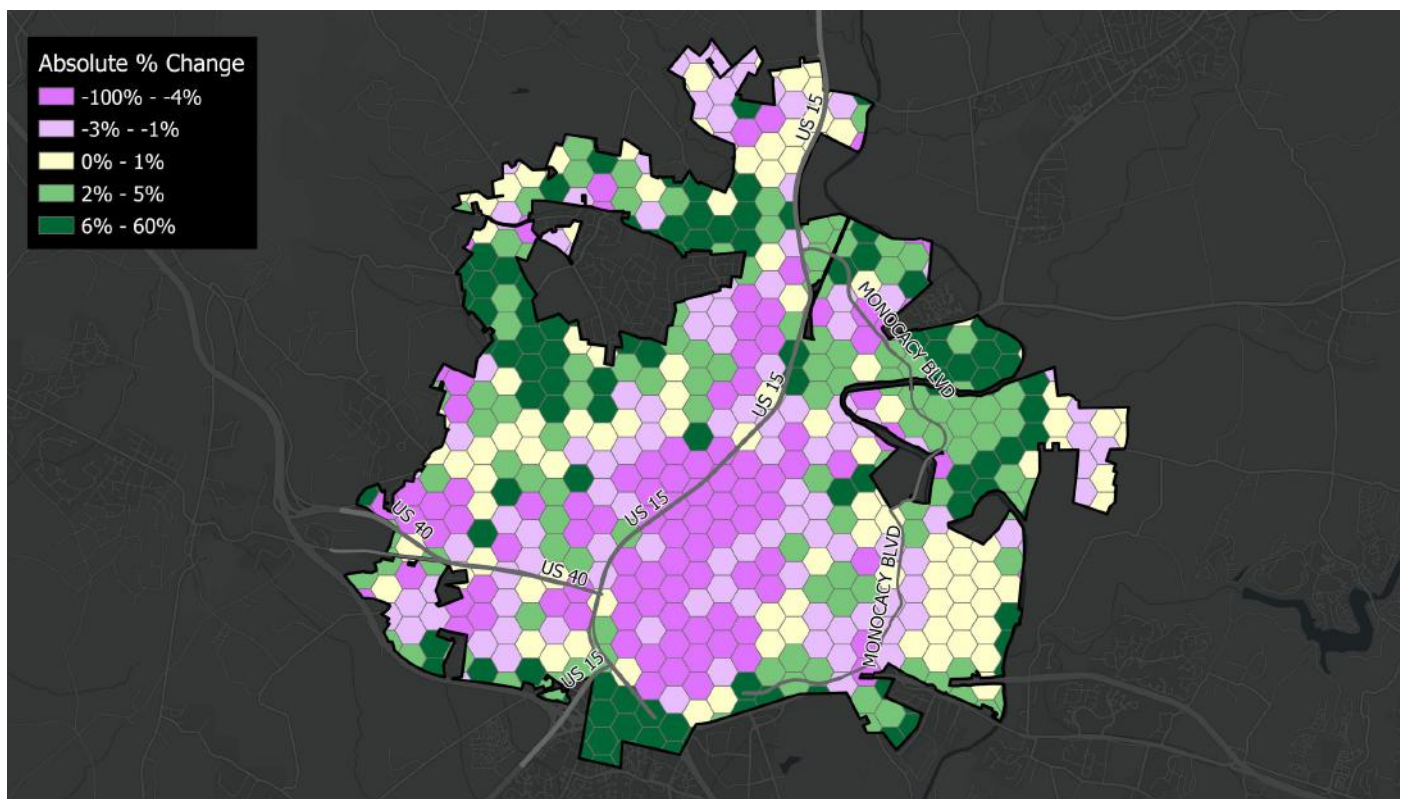 Absolute % Change
-100% - -4%
-3% - -1%
0% - 1%
2% - 5%
6% - 60%
US 15
MONOCACY BLVD
US 15
US 15
US 40
US 40
MONOCACY BLVD
US 15